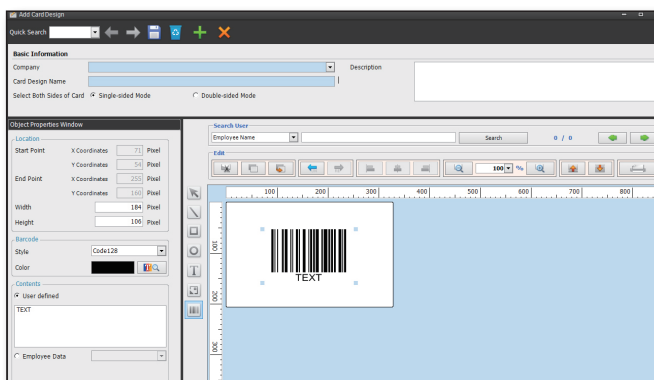 Add Card Design
Quick Search
Basic Information
Company
Description
Card Design Name
Select Both Sides of Card Single-sided Mode Double-sided Mode
Object Properties Window
Location
Start Point X Coordinates 71 Pixel
Y Coordinates 54 Pixel
End Point X Coordinates 255 Pixel
Y Coordinates 160 Pixel
Width 184 Pixel
Height 106 Pixel
Barcode
Style Code128
Color
Contents
User defined
TEXT
Employee Data
Search User
Employee Name Search 0 / 0
Edit
100 %
100 200 300 400 500 600 700 800
100
200
300
TEXT